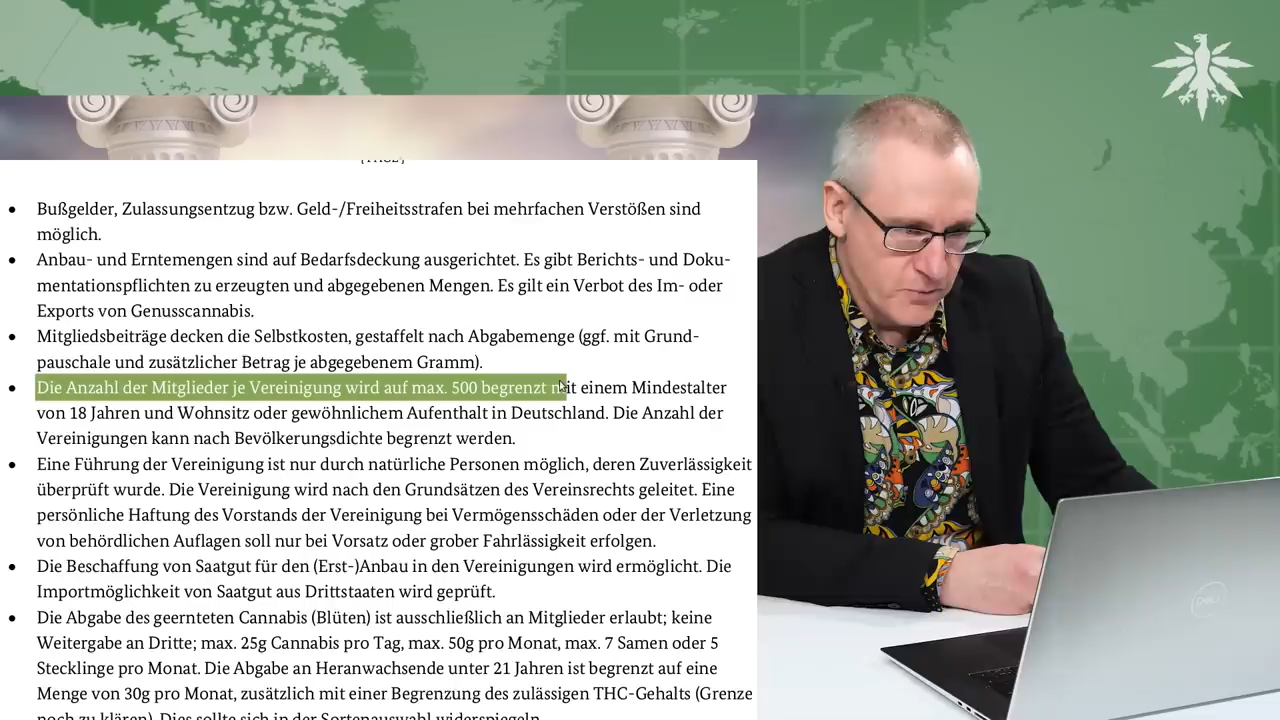 Bußgelder, Zulassungsentzug bzw. Geld-/Freiheitsstrafen bei mehrfachen Verstößen sind
möglich.
Anbau- und Erntemengen sind auf Bedarfsdeckung ausgerichtet. Es gibt Berichts- und Doku-
mentationspflichten zu erzeugten und abgegebenen Mengen. Es gilt ein Verbot des Im- oder
Exports von Genusscannabis.
Mitgliedsbeiträge decken die Selbstkosten, gestaffelt nach Abgabemenge (ggf. mit Grund-
pauschale und zusätzlicher Betrag je abgegebenem Gramm).
Die Anzahl der Mitglieder je Vereinigung wird auf max. 500 begrenzt mit einem Mindestalter
von 18 Jahren und Wohnsitz oder gewöhnlichem Aufenthalt in Deutschland. Die Anzahl der
Vereinigungen kann nach Bevölkerungsdichte begrenzt werden.
Eine Führung der Vereinigung ist nur durch natürliche Personen möglich, deren Zuverlässigkeit
überprüft wurde. Die Vereinigung wird nach den Grundsätzen des Vereinsrechts geleitet. Eine
persönliche Haftung des Vorstands der Vereinigung bei Vermögensschäden oder der Verletzung
von behördlichen Auflagen soll nur bei Vorsatz oder grober Fahrlässigkeit erfolgen.
Die Beschaffung von Saatgut für den (Erst-)Anbau in den Vereinigungen wird ermöglicht. Die
Importmöglichkeit von Saatgut aus Drittstaaten wird geprüft.
Die Abgabe des geernteten Cannabis (Blüten) ist ausschließlich an Mitglieder erlaubt; keine
Weitergabe an Dritte; max. 25g Cannabis pro Tag, max. 50g pro Monat, max. 7 Samen oder 5
Stecklinge pro Monat. Die Abgabe an Heranwachsende unter 21 Jahren ist begrenzt auf eine
Menge von 30g pro Monat, zusätzlich mit einer Begrenzung des zulässigen THC-Gehalts (Grenze
noch zu klären). Dies sollte sich in der Sortenauswahl widerspiegeln.
DELL